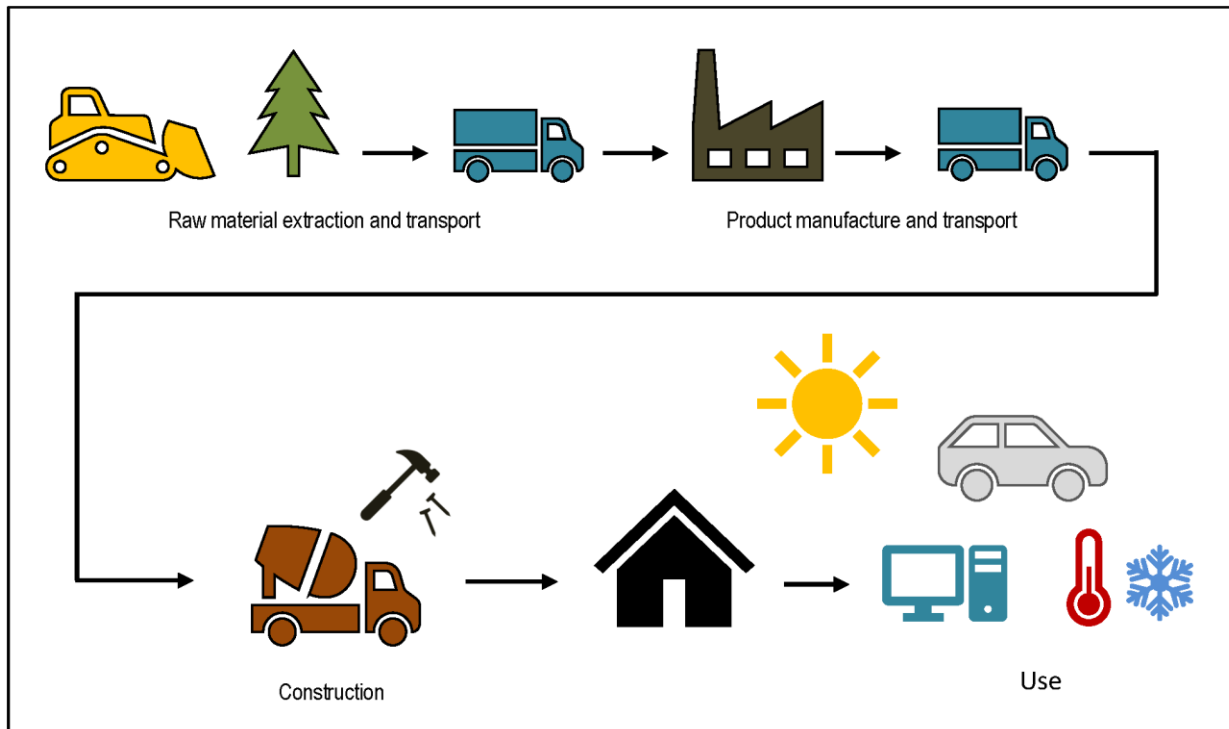 Raw material extraction and transport
Product manufacture and transport
Construction
Use